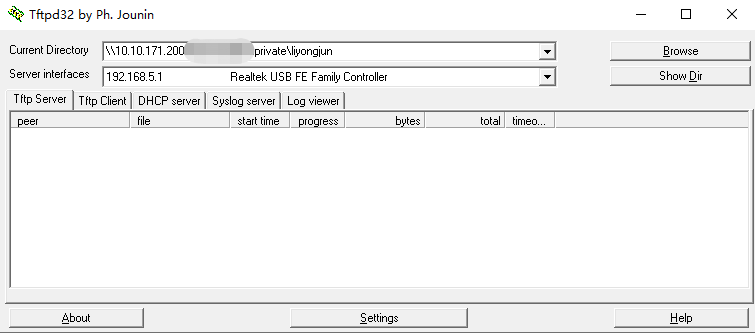 Tftpd32 by Ph. Jounin
Current Directory \\10.10.171.200 private\liyongjun Browse
Server interfaces 192.168.5.1 Realtek USB FE Family Controller Show Dir
Tftp Server Tftp Client DHCP server Syslog server Log viewer
peer file start time progress bytes total timeo...
About Settings Help